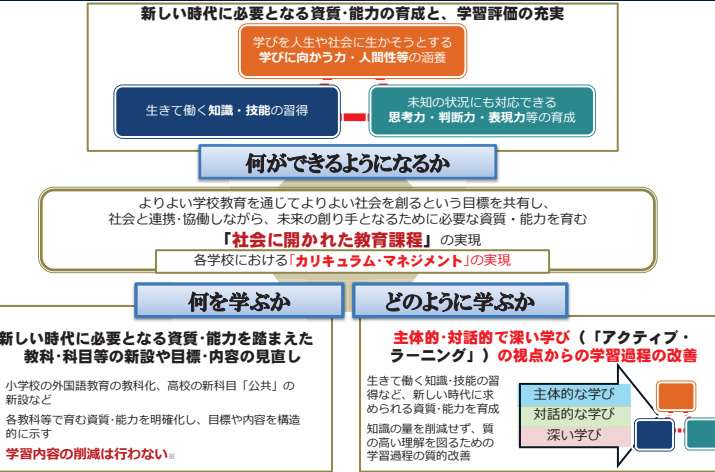 新しい時代に必要となる資質･能力の育成と、学習評価の充実
学びを人生や社会に生かそうとする
学びに向かう力・人間性等の涵養
生きて働く知識・技能の習得
未知の状況にも対応できる
思考力・判断力・表現力等の育成
何ができるようになるか
よりよい学校教育を通じてよりよい社会を創るという目標を共有し、
社会と連携･協働しながら、未来の創り手となるために必要な資質・能力を育む
「社会に開かれた教育課程」の実現
各学校における「カリキュラム･マネジメント」の実現
何を学ぶか
新しい時代に必要となる資質･能力を踏まえた
教科･科目等の新設や目標･内容の見直し
小学校の外国語教育の教科化、高校の新科目「公共」の
新設など
各教科等で育む資質･能力を明確化し、目標や内容を構造
的に示す
学習内容の削減は行わない※
どのように学ぶか
主体的･対話的で深い学び（「アクティブ・
ラーニング」）の視点からの学習過程の改善
生きて働く知識･技能の習
得など、新しい時代に求
められる資質･能力を育成
知識の量を削減せず、質
の高い理解を図るための
学習過程の質的改善
主体的な学び
対話的な学び
深い学び